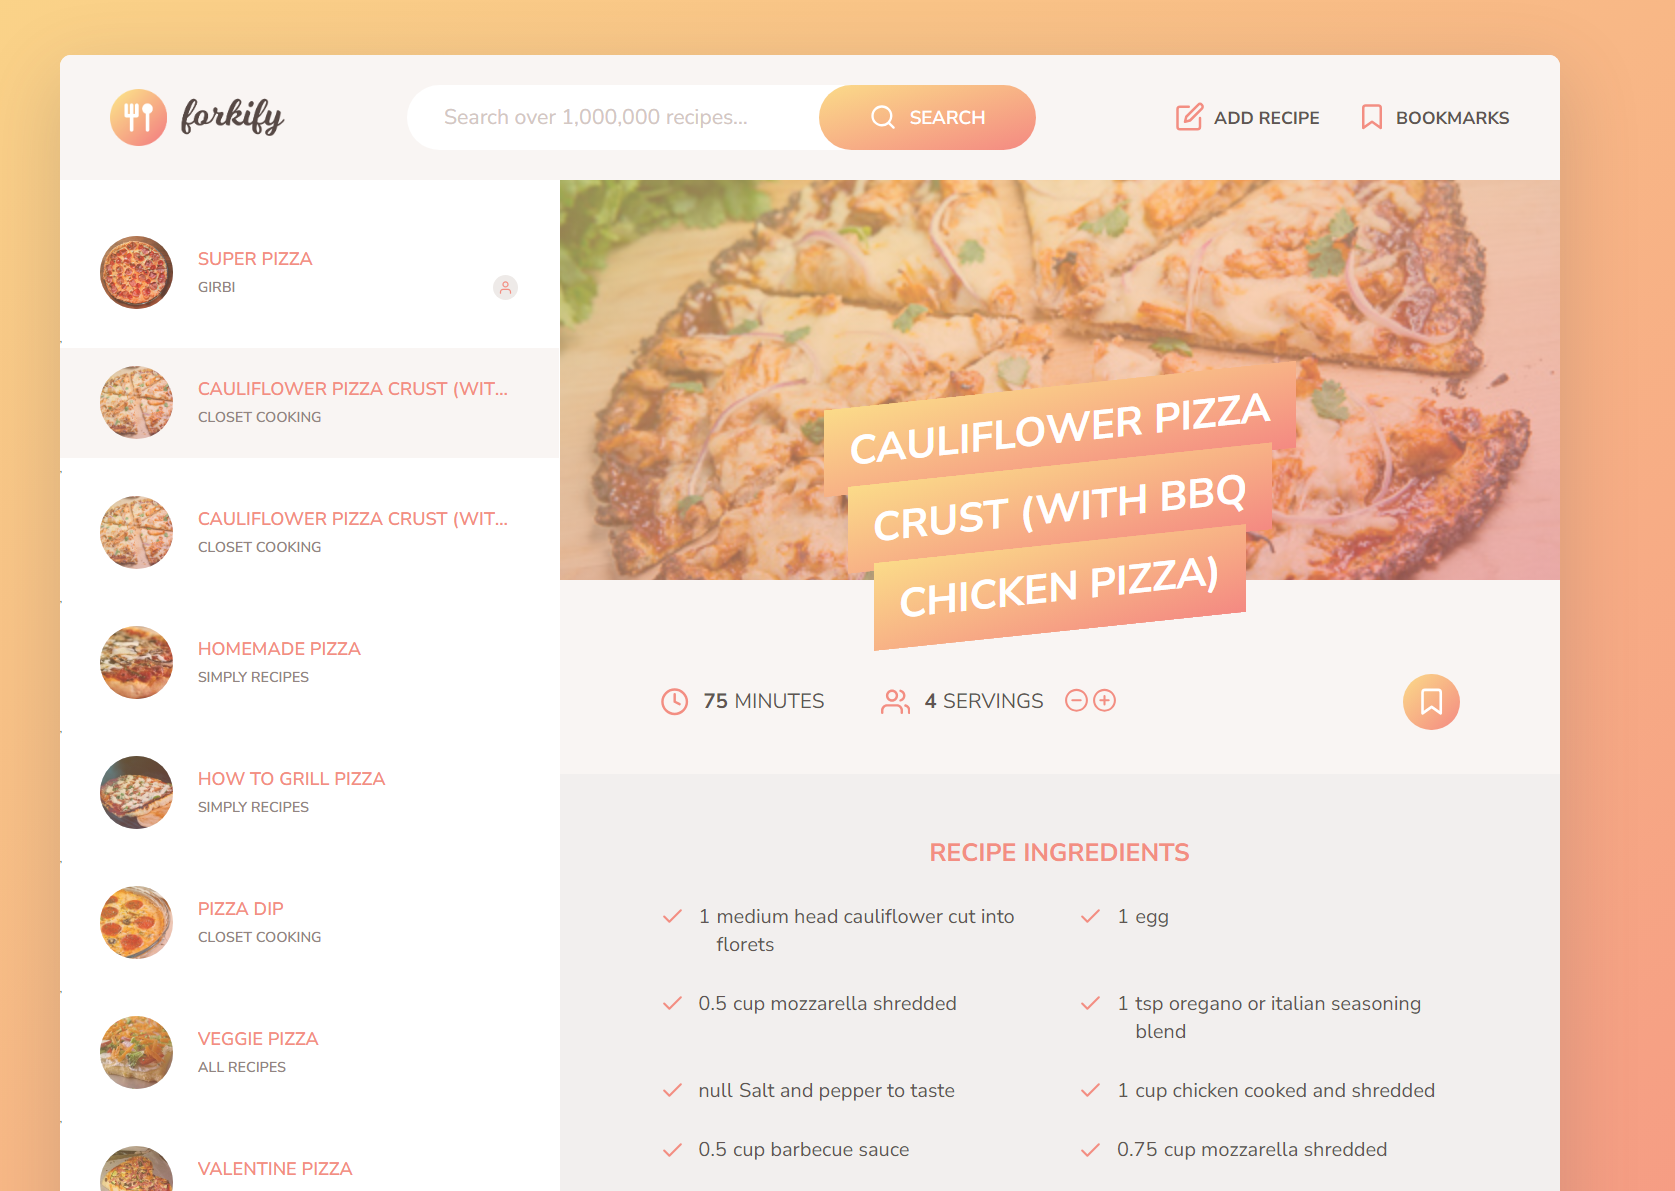 forkify
Search over 1,000,000 recipes...
SEARCH
ADD RECIPE
BOOKMARKS
SUPER PIZZA
GIRBI
CAULIFLOWER PIZZA CRUST (WIT...
CLOSET COOKING
CAULIFLOWER PIZZA CRUST (WIT...
CLOSET COOKING
HOMEMADE PIZZA
SIMPLY RECIPES
HOW TO GRILL PIZZA
SIMPLY RECIPES
PIZZA DIP
CLOSET COOKING
VEGGIE PIZZA
ALL RECIPES
VALENTINE PIZZA
CAULIFLOWER PIZZA
CRUST (WITH BBQ
CHICKEN PIZZA)
75 MINUTES
4 SERVINGS
RECIPE INGREDIENTS
1 medium head cauliflower cut into
florets
1 egg
0.5 cup mozzarella shredded
1 tsp oregano or italian seasoning
blend
null Salt and pepper to taste
1 cup chicken cooked and shredded
0.5 cup barbecue sauce
0.75 cup mozzarella shredded